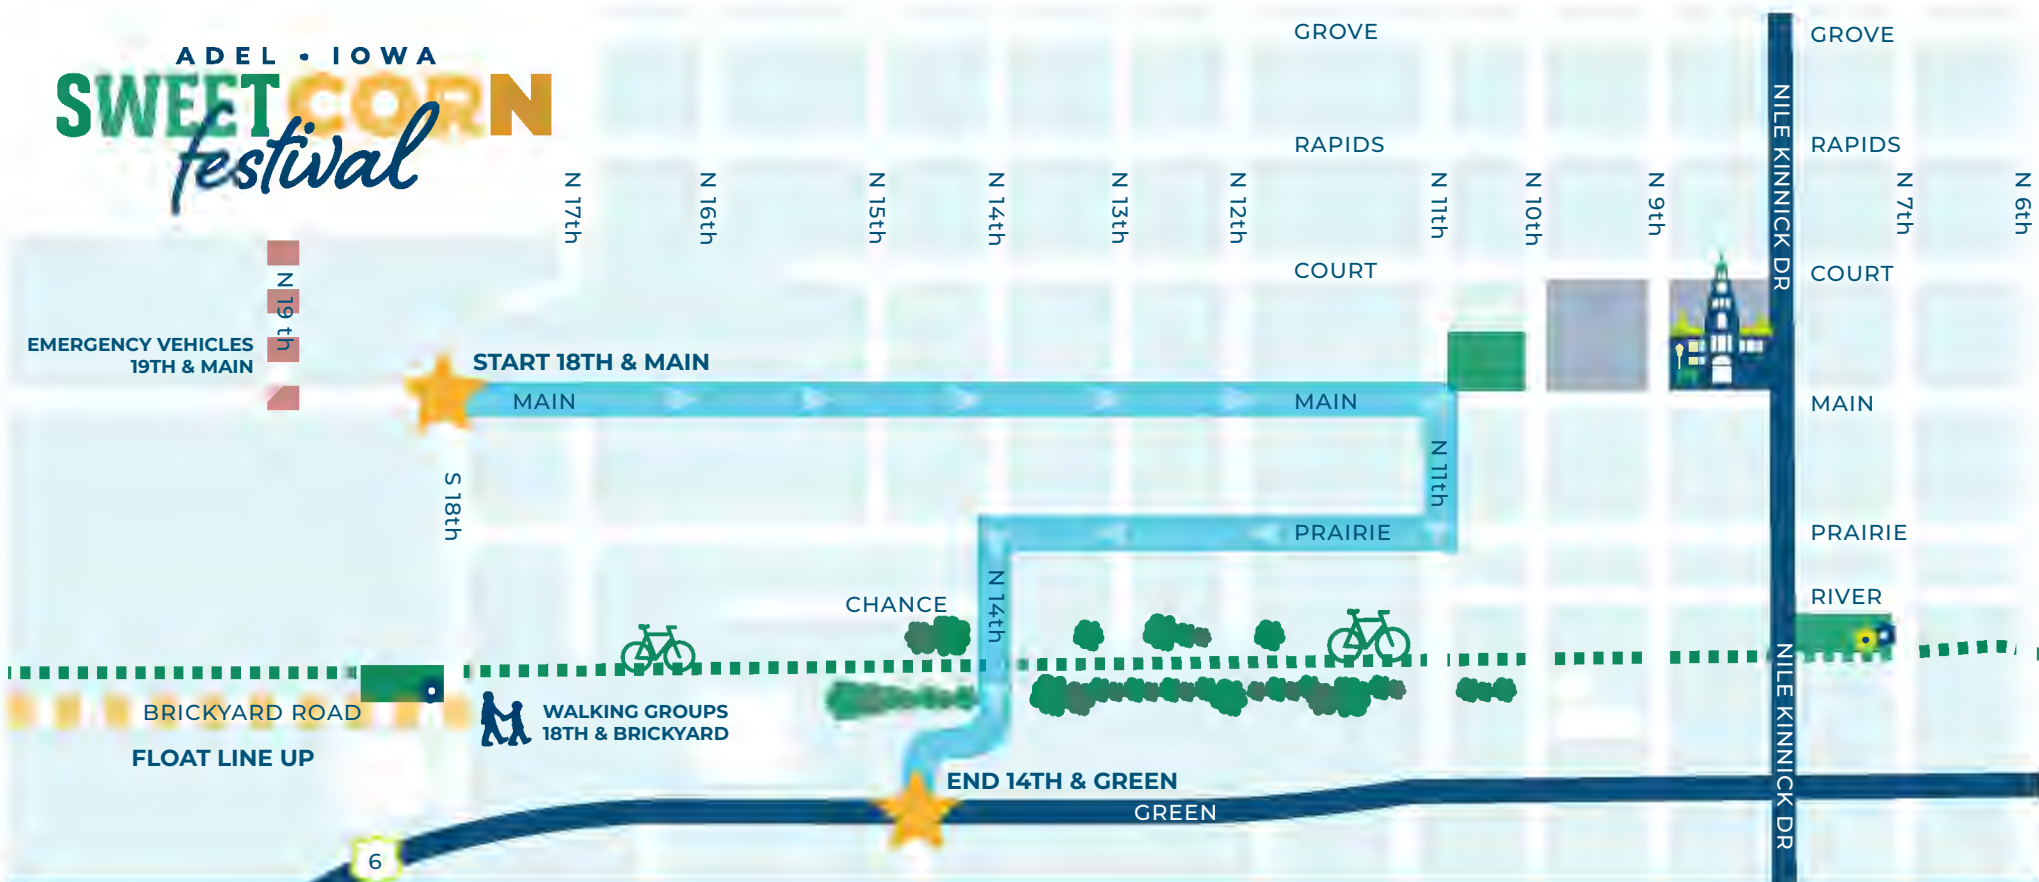 ADEL • IOWA
SWEET CORN
festival
GROVE
GROVE
RAPIDS
RAPIDS
N 17th
N 16th
N 15th
N 14th
N 13th
N 12th
N 11th
N 10th
N 9th
NILE KINNICK DR
N 7th
N 6th
COURT
COURT
N 19 th
EMERGENCY VEHICLES
19TH & MAIN
START 18TH & MAIN
MAIN
MAIN
MAIN
S 18th
N 11th
PRAIRIE
PRAIRIE
CHANCE
N 14th
RIVER
BRICKYARD ROAD
FLOAT LINE UP
WALKING GROUPS
18TH & BRICKYARD
NILE KINNICK DR
END 14TH & GREEN
GREEN
6